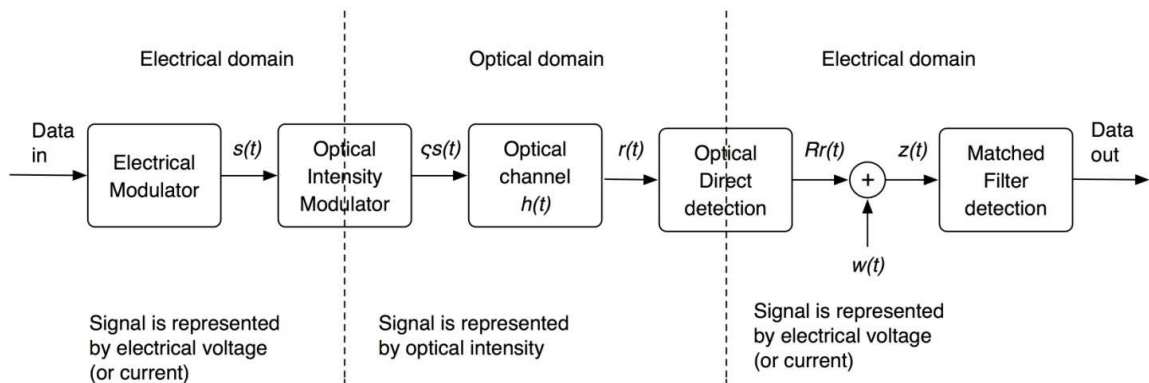 Electrical domain
Optical domain
Electrical domain
Data
in
Electrical
Modulator
s(t)
Optical
Intensity
Modulator
ςs(t)
Optical
channel
h(t)
r(t)
Optical
Direct
detection
Rr(t)
+
w(t)
z(t)
Matched
Filter
detection
Data
out
Signal is represented
by electrical voltage
(or current)
Signal is represented
by optical intensity
Signal is represented
by electrical voltage
(or current)